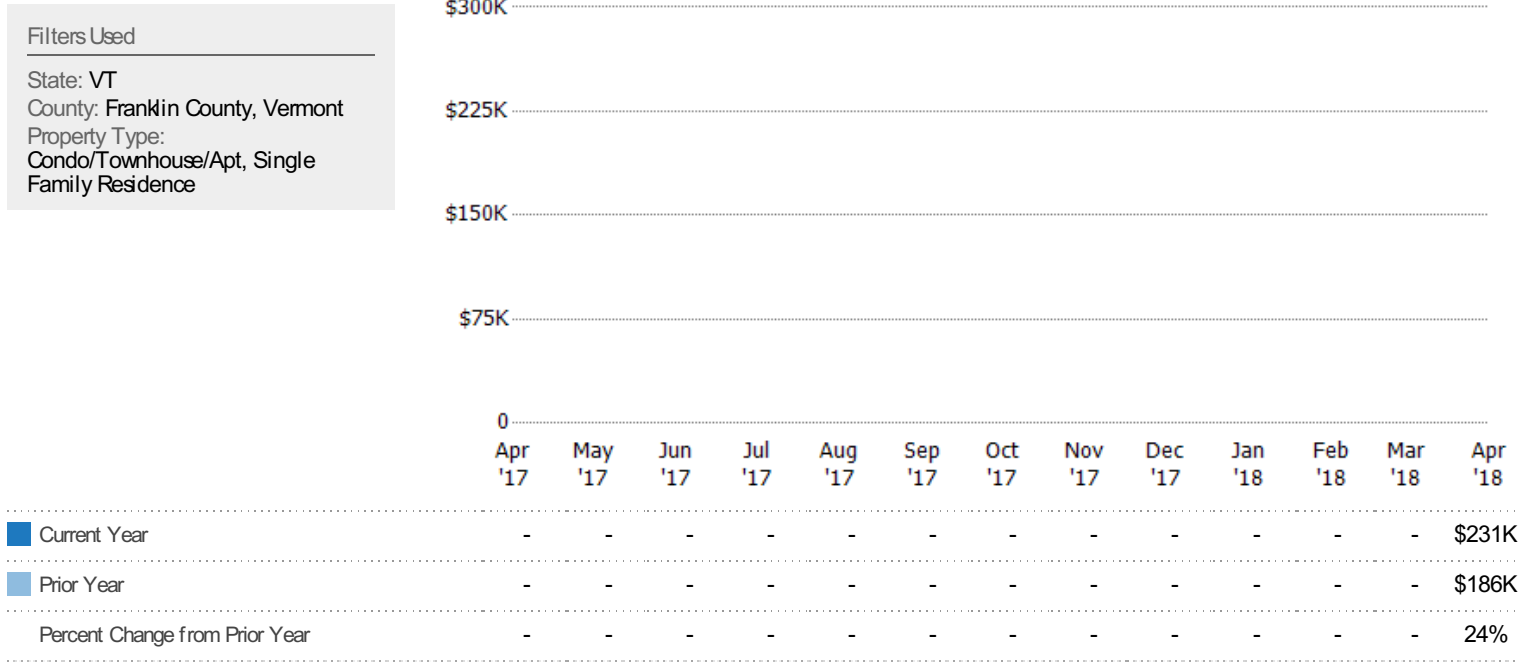 Filters Used
State: VT
County: Franklin County, Vermont
Property Type:
Condo/Townhouse/Apt, Single
Family Residence
$300K
$225K
$150K
$75K
0
Apr May Jun Jul Aug Sep Oct Nov Dec Jan Feb Mar Apr
'17 '17 '17 '17 '17 '17 '17 '17 '17 '18 '18 '18 '18
Current Year - - - - - - - - - - - - $231K
Prior Year - - - - - - - - - - - - $186K
Percent Change from Prior Year - - - - - - - - - - - - 24%